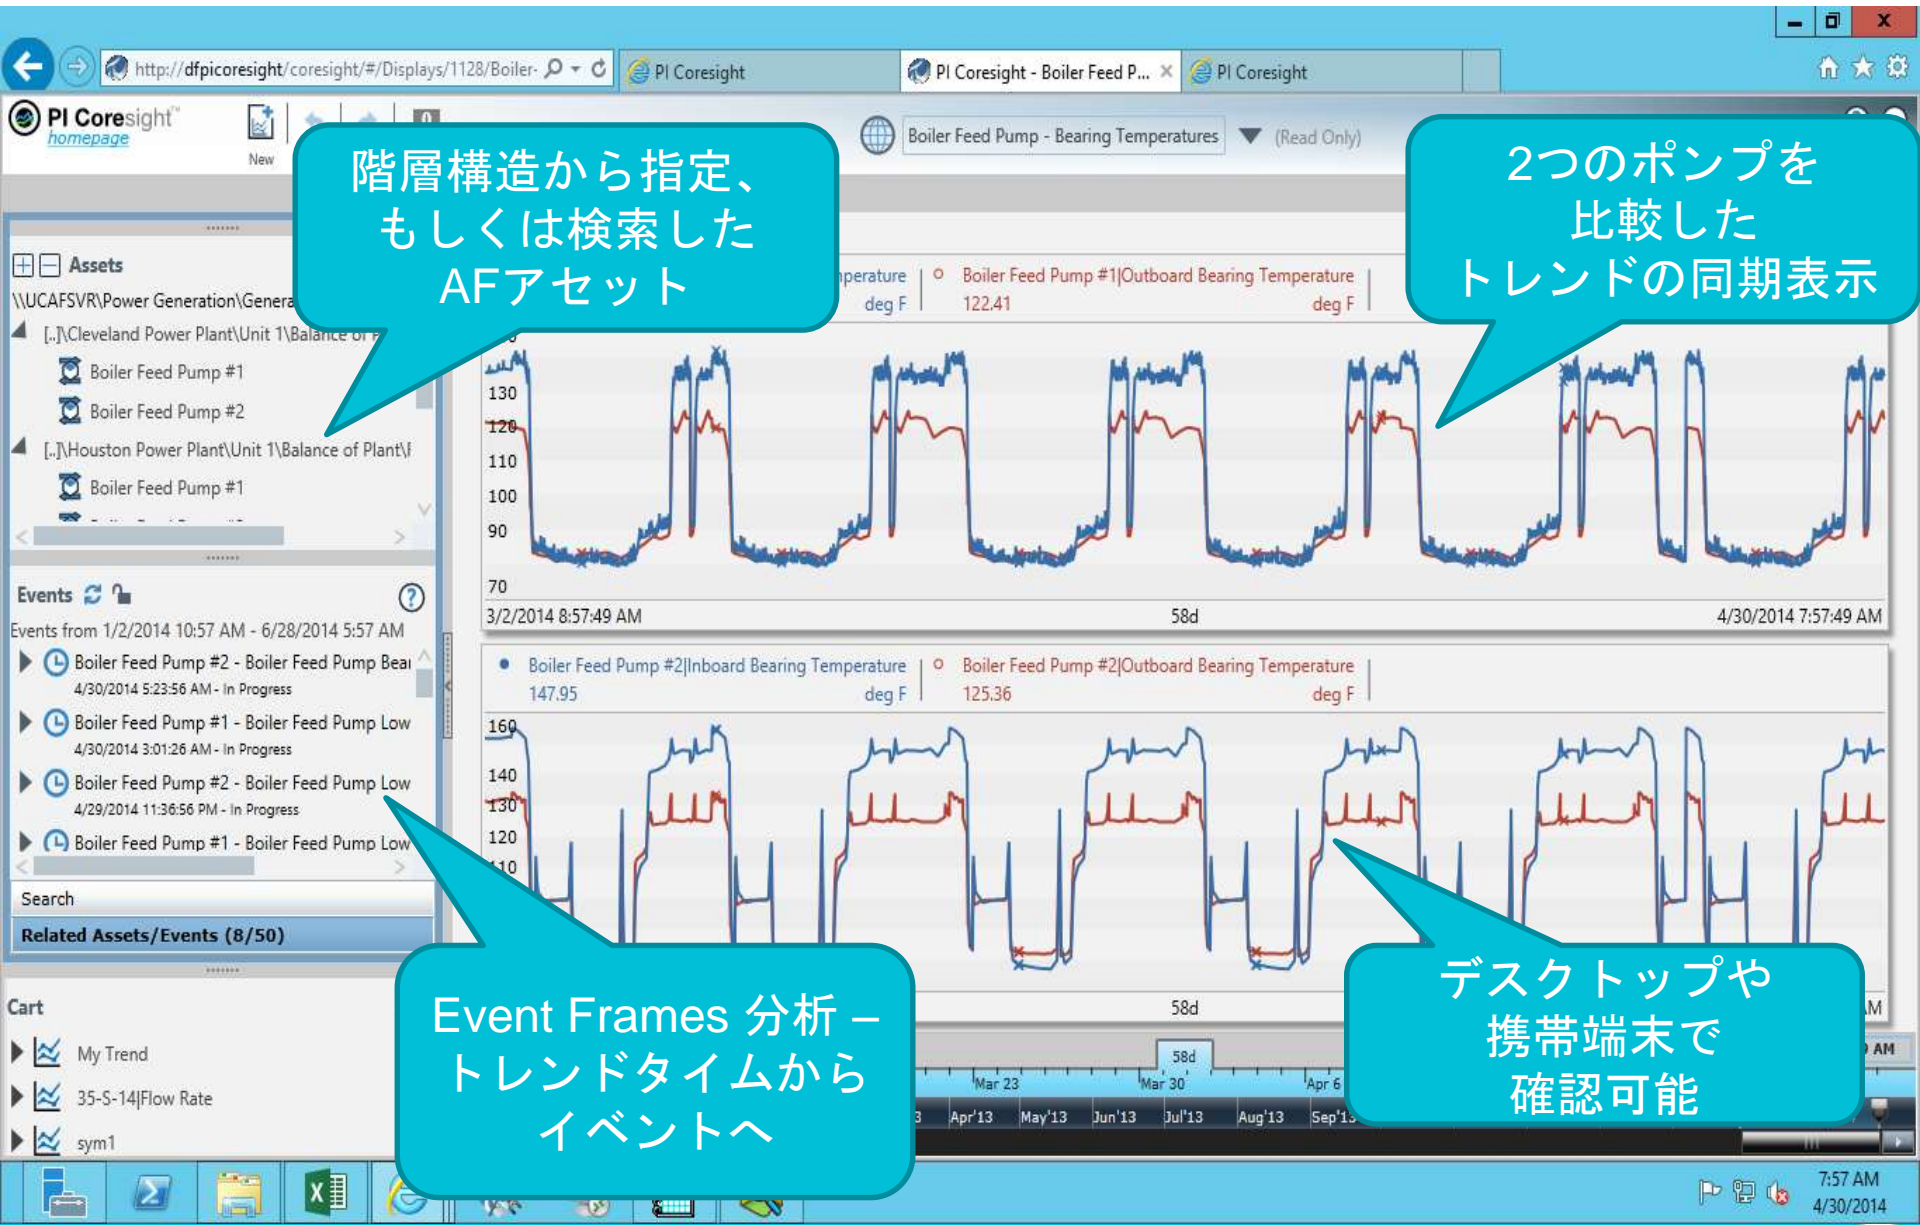 http://dfpicoresight/coresight/#/Displays/1128/Boiler-
PI Coresight
PI Coresight - Boiler Feed P...
PI Coresight
PI Coresight™
homepage
New
Boiler Feed Pump - Bearing Temperatures
(Read Only)
階層構造から指定、
もしくは検索した
AFアセット
2つのポンプを
比較した
トレンドの同期表示
Assets
\\UCAFSVR\Power Generation\Genera
[..]\Cleveland Power Plant\Unit 1\Balance of P
Boiler Feed Pump #1
Boiler Feed Pump #2
[..]\Houston Power Plant\Unit 1\Balance of Plant\F
Boiler Feed Pump #1
Events
Events from 1/2/2014 10:57 AM - 6/28/2014 5:57 AM
Boiler Feed Pump #2 - Boiler Feed Pump Bear
4/30/2014 5:23:56 AM - In Progress
Boiler Feed Pump #1 - Boiler Feed Pump Low
4/30/2014 3:01:26 AM - In Progress
Boiler Feed Pump #2 - Boiler Feed Pump Low
4/29/2014 11:36:56 PM - In Progress
Boiler Feed Pump #1 - Boiler Feed Pump Low
Search
Related Assets/Events (8/50)
Cart
My Trend
35-S-14|Flow Rate
sym1
perature
deg F
Boiler Feed Pump #1|Outboard Bearing Temperature
122.41 deg F
130
120
110
100
90
70
3/2/2014 8:57:49 AM
58d
4/30/2014 7:57:49 AM
Boiler Feed Pump #2|Inboard Bearing Temperature
147.95 deg F
Boiler Feed Pump #2|Outboard Bearing Temperature
125.36 deg F
160
140
130
120
110
58d
AM
Event Frames 分析 –
トレンドタイムから
イベントへ
デスクトップや
携帯端末で
確認可能
58d
AM
Mar 23
Mar 30
Apr 6
3
Apr'13
May'13
Jun'13
Jul'13
Aug'13
Sep'13
7:57 AM
4/30/2014